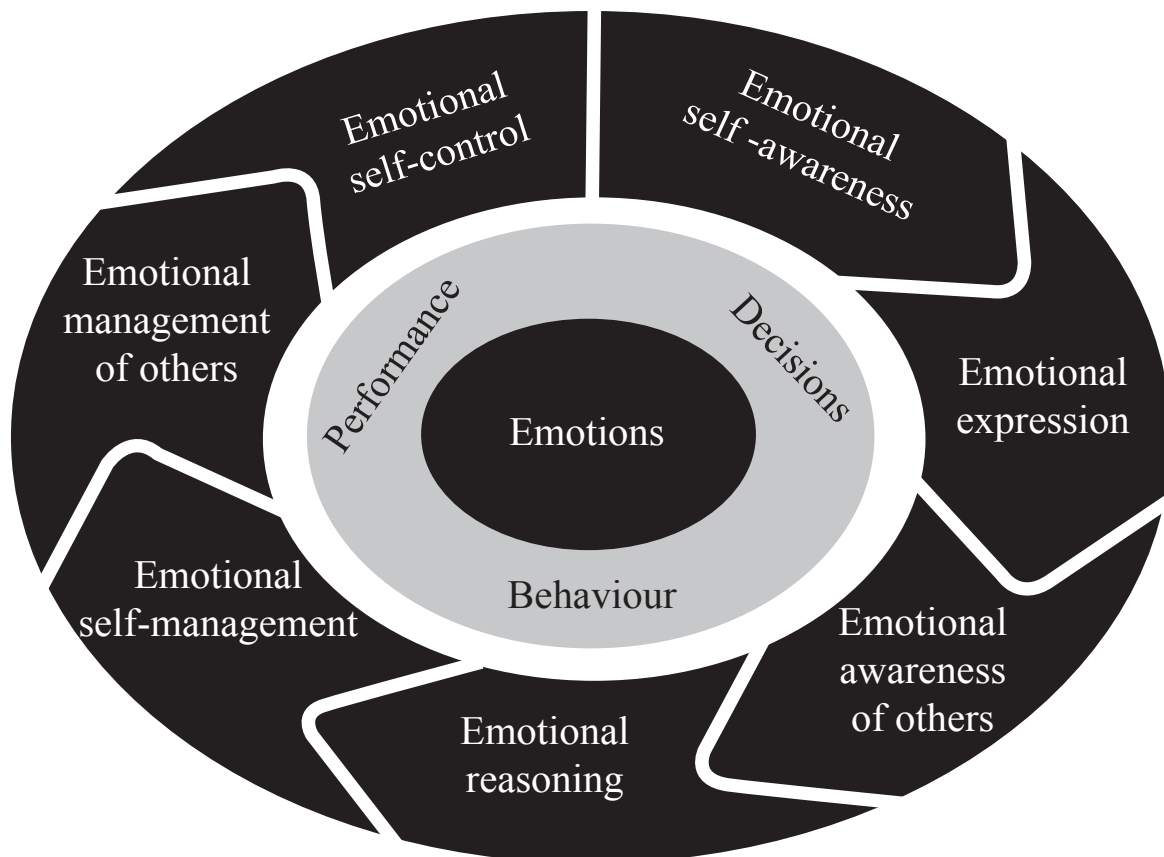 Emotional
self-control
Emotional
self -awareness
Emotional
expression
Emotional
awareness
of others
Emotional
reasoning
Emotional
self-management
Emotional
management
of others
Performance
Decisions
Behaviour
Emotions